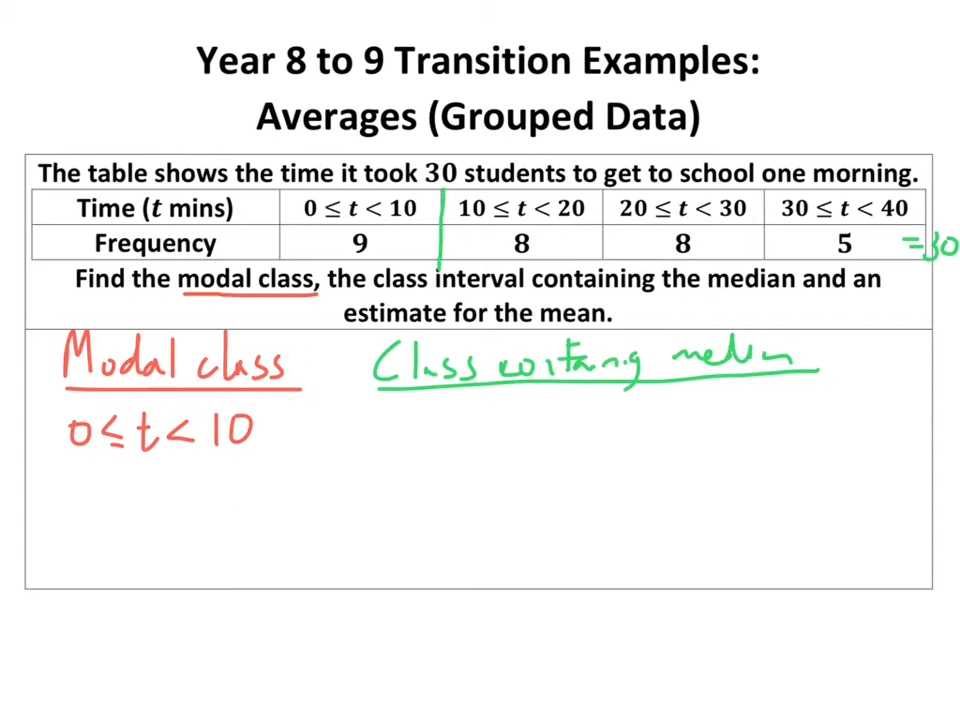 Year 8 to 9 Transition Examples:
Averages (Grouped Data)
The table shows the time it took 30 students to get to school one morning.
Time (t mins) 0 ≤ t < 10 10 ≤ t < 20 20 ≤ t < 30 30 ≤ t < 40
Frequency 9 8 8 5 =30
Find the modal class, the class interval containing the median and an
estimate for the mean.
Modal class Class containing median
0 ≤ t < 10